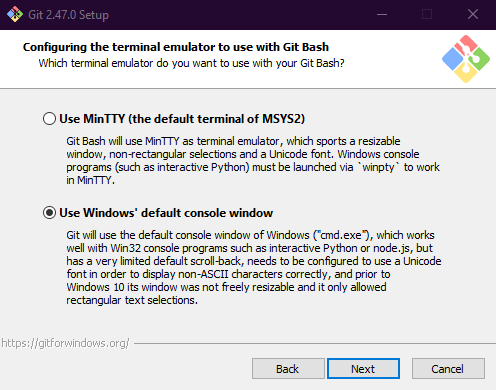 Git 2.47.0 Setup
Configuring the terminal emulator to use with Git Bash
Which terminal emulator do you want to use with your Git Bash?
Use MinTTY (the default terminal of MSYS2)
Git Bash will use MinTTY as terminal emulator, which sports a resizable
window, non-rectangular selections and a Unicode font. Windows console
programs (such as interactive Python) must be launched via `winpty` to work
in MinTTY.
Use Windows' default console window
Git will use the default console window of Windows ("cmd.exe"), which works
well with Win32 console programs such as interactive Python or node.js, but
has a very limited default scroll-back, needs to be configured to use a Unicode
font in order to display non-ASCII characters correctly, and prior to
Windows 10 its window was not freely resizable and it only allowed
rectangular text selections.
https://gitforwindows.org/
Back
Next
Cancel